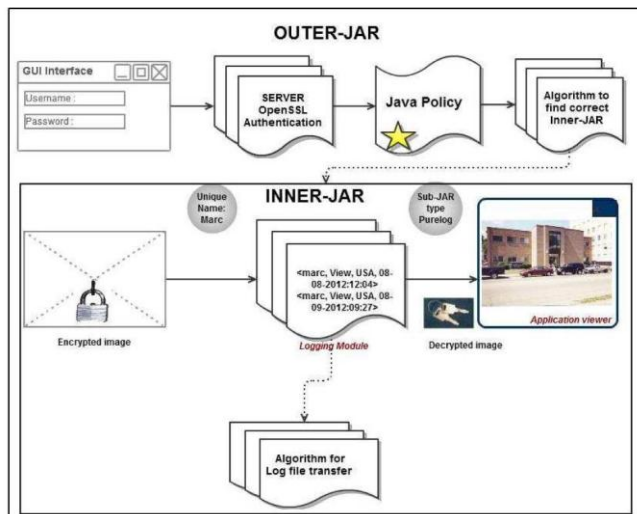 OUTER-JAR
GUI Interface
Username :
Password :
SERVER
OpenSSL
Authentication
Java Policy
Algorithm to
find correct
Inner-JAR
INNER-JAR
Unique
Name:
Marc
Sub-JAR
type
Purelog
<marc, View, USA, 08-
08-2012:12:04>
<marc, View, USA, 08-
09-2012:09:27>
Application viewer
Encrypted image
Logging Module
Decrypted image
Algorithm for
Log file transfer